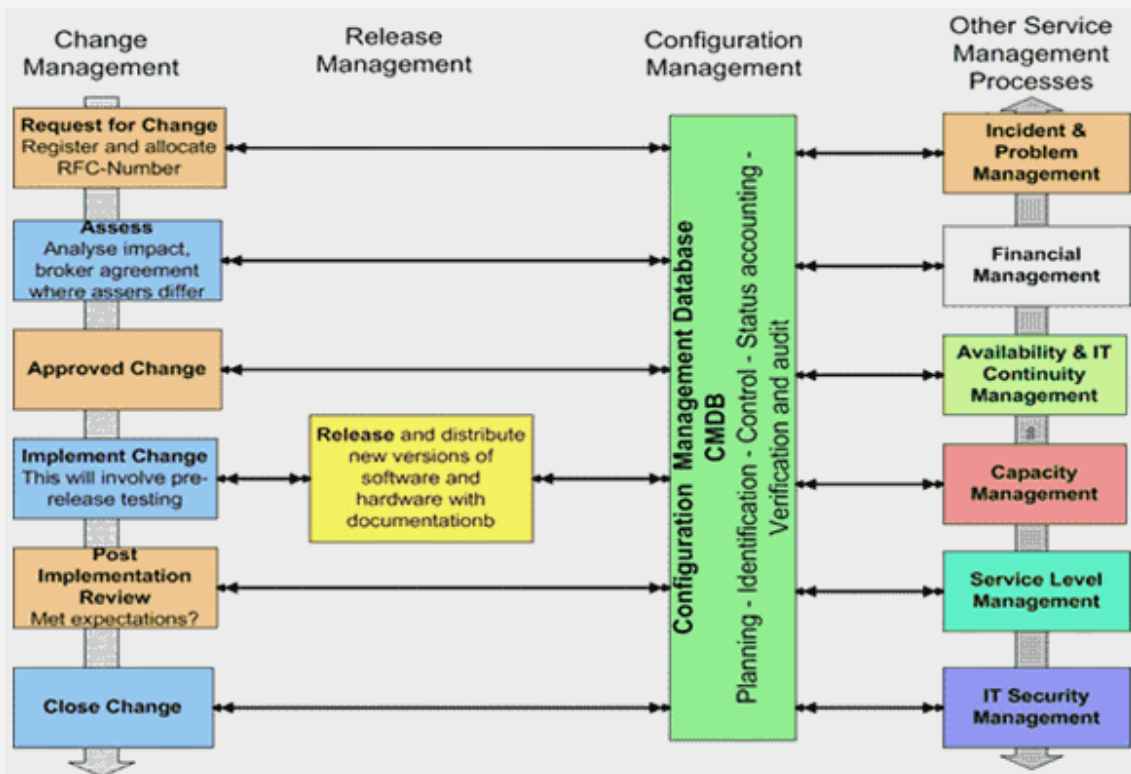 Change
Management
Release
Management
Configuration
Management
Other Service
Management
Processes
Request for Change
Register and allocate
RFC-Number
Assess
Analyse impact,
broker agreement
where assers differ
Approved Change
Implement Change
This will involve pre-
release testing
Post
Implementation
Review
Met expectations?
Close Change
Release and distribute
new versions of
software and
hardware with
documentationb
Configuration Management Database
CMDB
Planning - Identification - Control - Status accounting -
Verification and audit
Incident &
Problem
Management
Financial
Management
Availability & IT
Continuity
Management
Capacity
Management
Service Level
Management
IT Security
Management